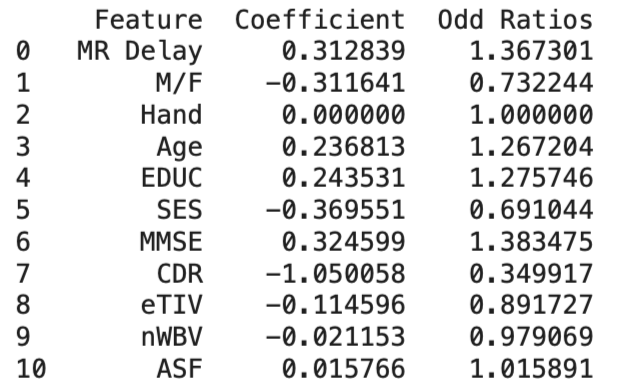 Feature Coefficient Odd Ratios
0 MR Delay 0.312839 1.367301
1 M/F -0.311641 0.732244
2 Hand 0.000000 1.000000
3 Age 0.236813 1.267204
4 EDUC 0.243531 1.275746
5 SES -0.369551 0.691044
6 MMSE 0.324599 1.383475
7 CDR -1.050058 0.349917
8 eTIV -0.114596 0.891727
9 nWBV -0.021153 0.979069
10 ASF 0.015766 1.015891